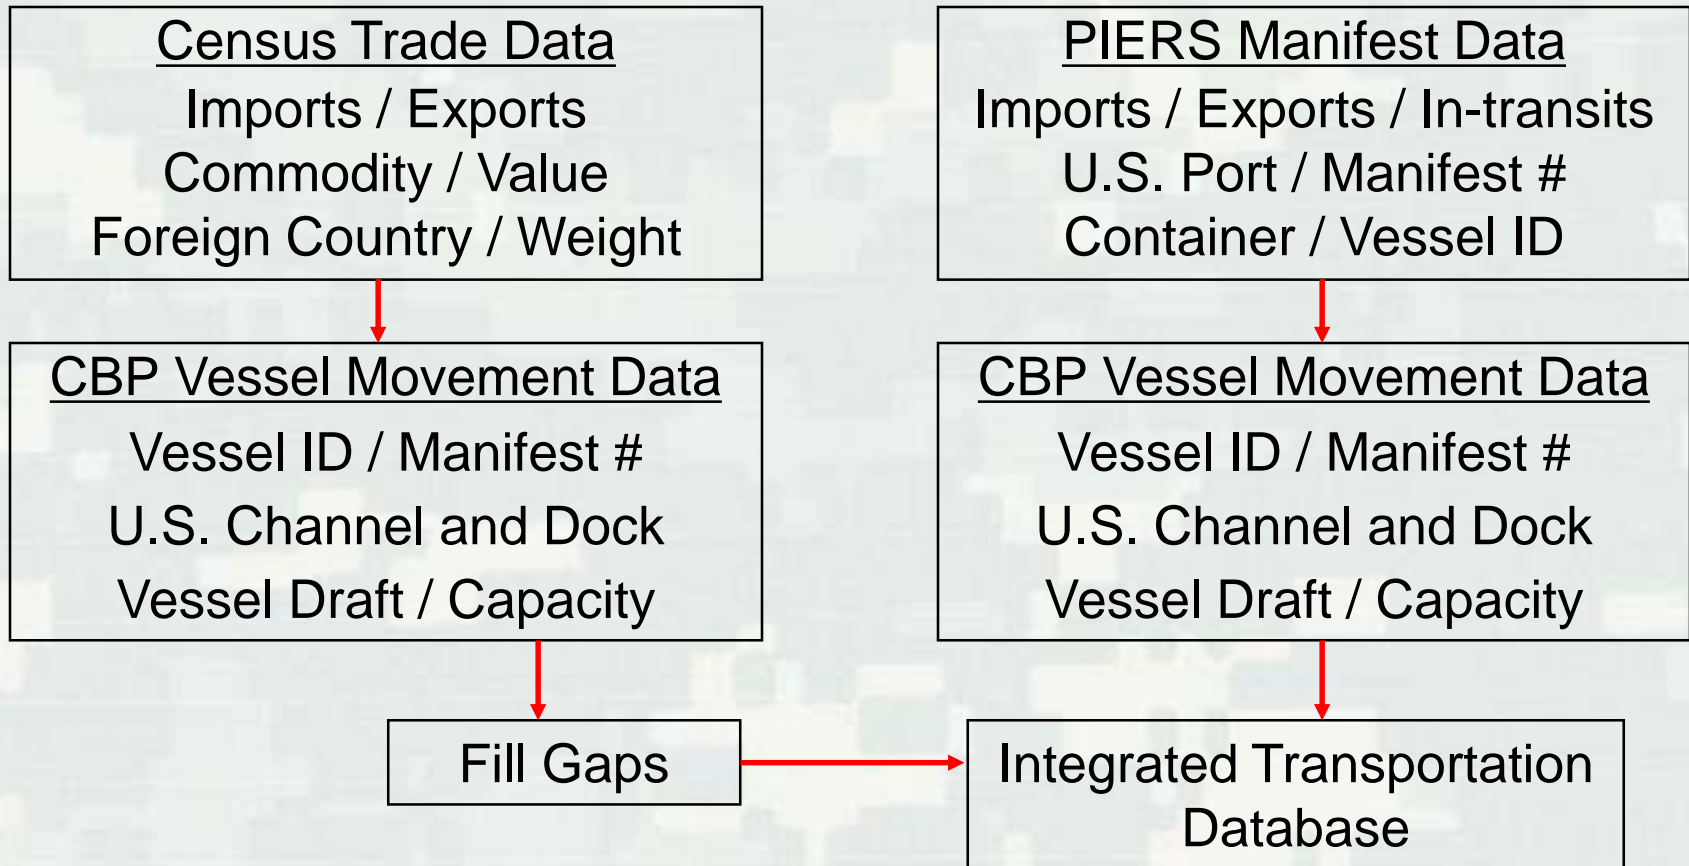 Census Trade Data
Imports / Exports
Commodity / Value
Foreign Country / Weight
PIERS Manifest Data
Imports / Exports / In-transits
U.S. Port / Manifest #
Container / Vessel ID
CBP Vessel Movement Data
Vessel ID / Manifest #
U.S. Channel and Dock
Vessel Draft / Capacity
CBP Vessel Movement Data
Vessel ID / Manifest #
U.S. Channel and Dock
Vessel Draft / Capacity
Fill Gaps
Integrated Transportation
Database